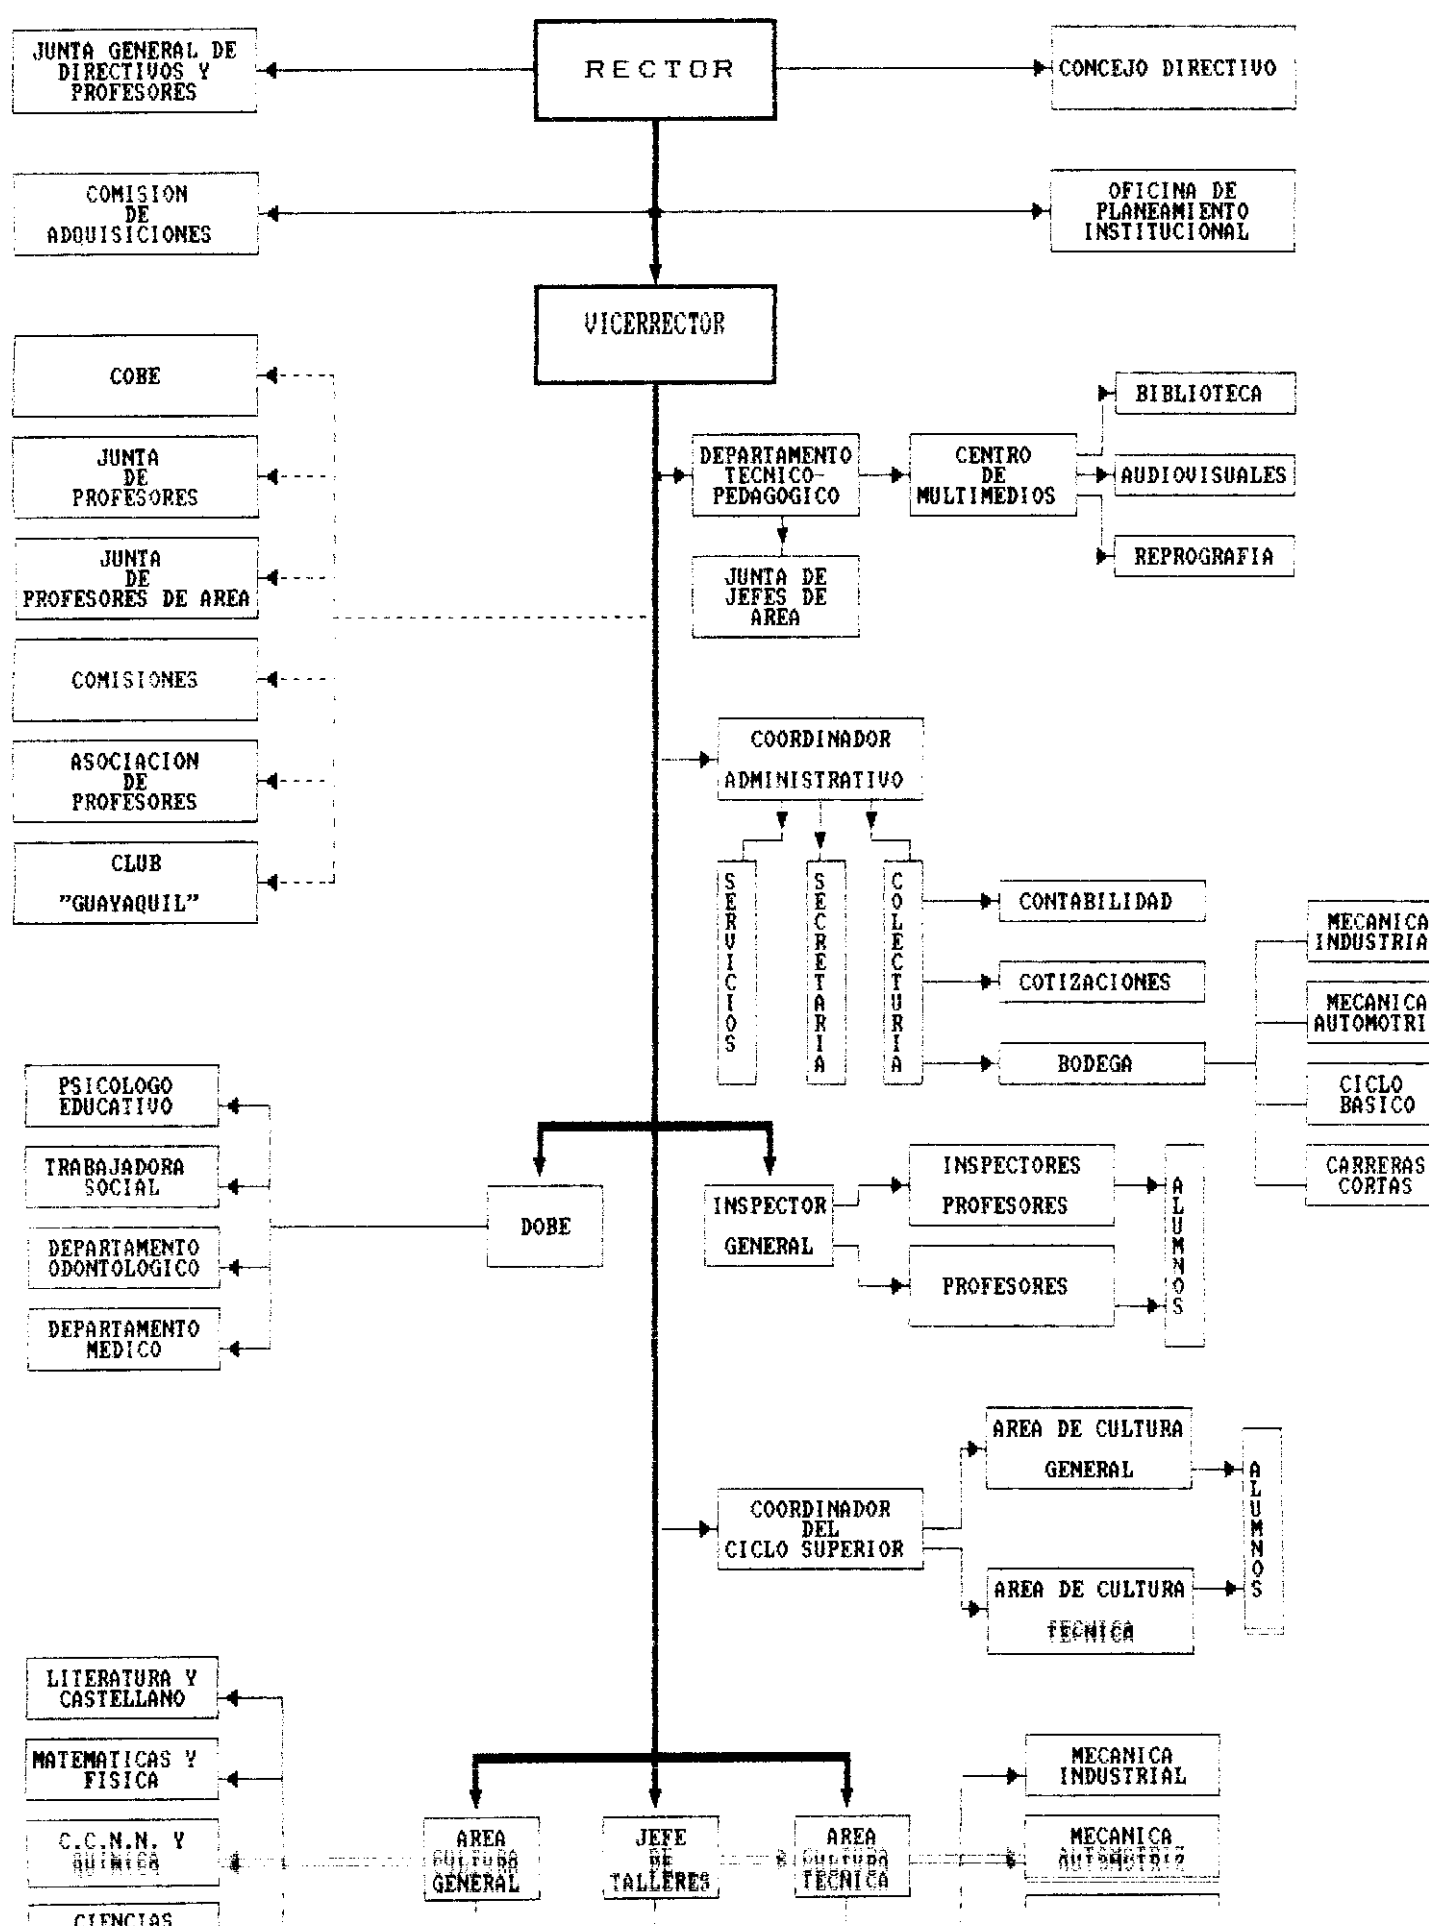 RECTOR
JUNTA GENERAL DE
DIRECTIVOS Y
PROFESORES
CONCEJO DIRECTIVO
COMISION
DE
ADQUISICIONES
OFICINA DE
PLANEAMIENTO
INSTITUCIONAL
VICERRECTOR
COBE
JUNTA
DE
PROFESORES
JUNTA
DE
PROFESORES DE AREA
COMISIONES
ASOCIACION
DE
PROFESORES
CLUB
"GUAYAQUIL"
DEPARTAMENTO
TECNICO-
PEDAGOGICO
CENTRO
DE
MULTIMEDIOS
BIBLIOTECA
AUDIOVISUALES
REPROGRAFIA
JUNTA DE
JEFES DE
AREA
COORDINADOR
ADMINISTRATIVO
SERVICIOS
SECRETARIA
COLECTURIA
CONTABILIDAD
COTIZACIONES
BODEGA
MECANICA
INDUSTRIA
MECANICA
AUTOMOTRI
CICLO
BASICO
CARRERAS
CORTAS
PSICOLOGO
EDUCATIVO
TRABAJADORA
SOCIAL
DEPARTAMENTO
ODONTOLOGICO
DEPARTAMENTO
MEDICO
DOBE
INSPECTOR
GENERAL
INSPECTORES
PROFESORES
PROFESORES
ALUMNOS
COORDINADOR
DEL
CICLO SUPERIOR
AREA DE CULTURA
GENERAL
AREA DE CULTURA
TECNICA
ALUMNOS
LITERATURA Y
CASTELLANO
MATEMATICAS Y
FISICA
C.C.N.N. Y
QUIMICA
CIENCIAS
AREA
CULTURA
GENERAL
JEFE
DE
TALLERES
AREA
CULTURA
TECNICA
MECANICA
INDUSTRIAL
MECANICA
AUTOMOTRIZ